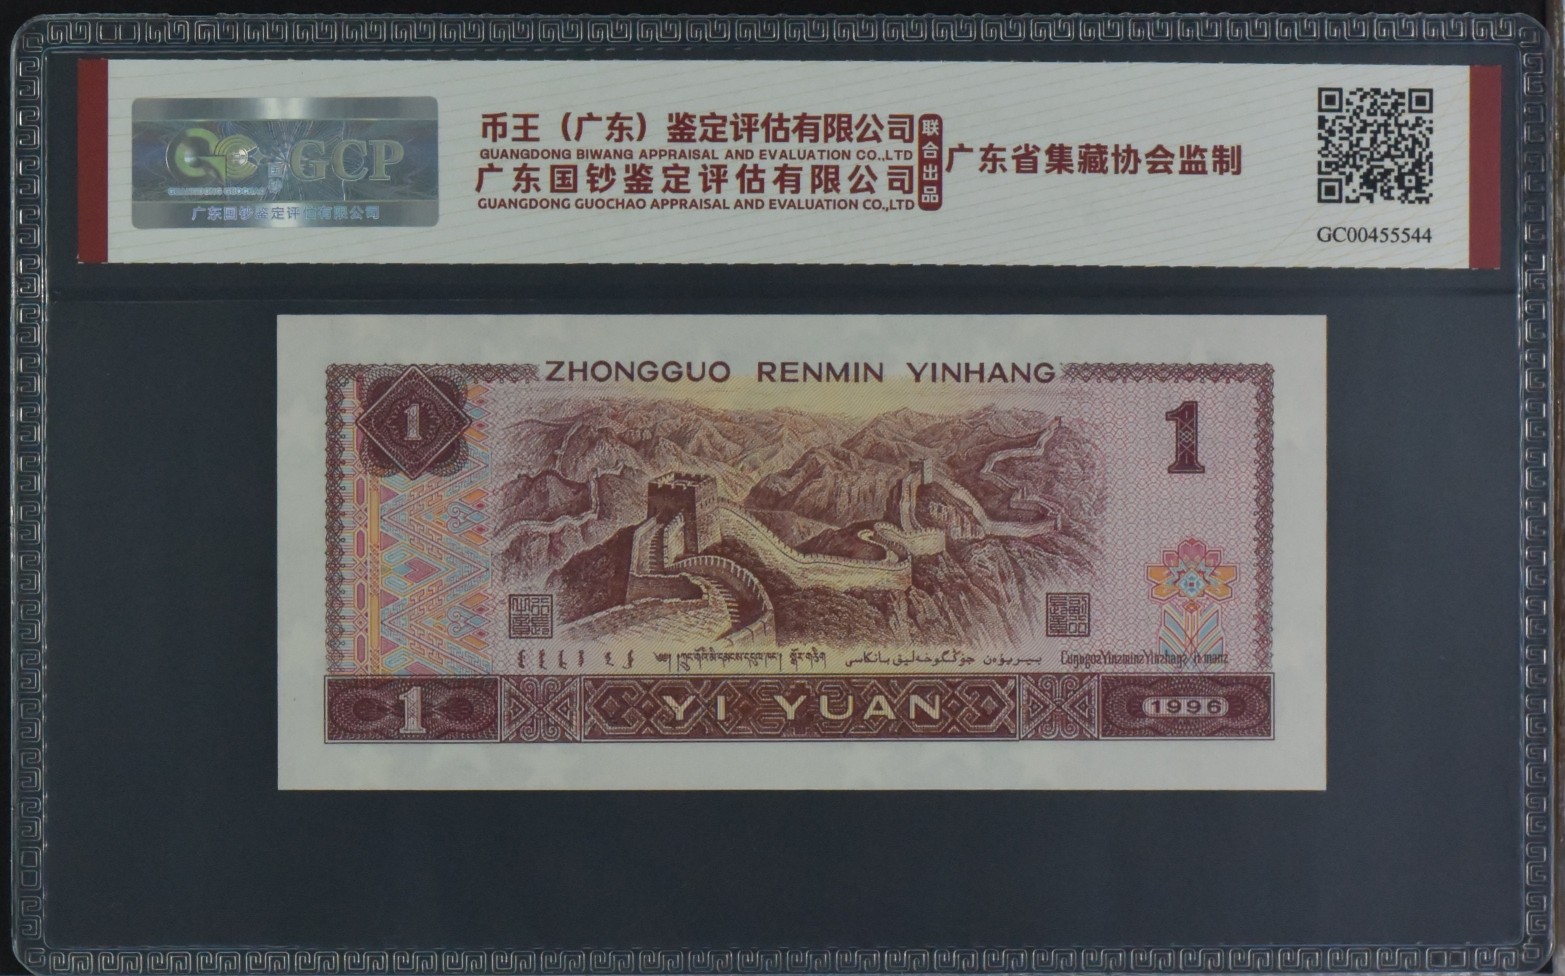 GCP
广东国钞鉴定评估有限公司
币王（广东）鉴定评估有限公司
GUANGDONG BIWANG APPRAISAL AND EVALUATION CO.,LTD
广东国钞鉴定评估有限公司
GUANGDONG GUOCHAO APPRAISAL AND EVALUATION CO.,LTD
联合出品
广东省集藏协会监制
GC00455544
ZHONGGUO RENMIN YINHANG
1
1
1
YI YUAN
1996